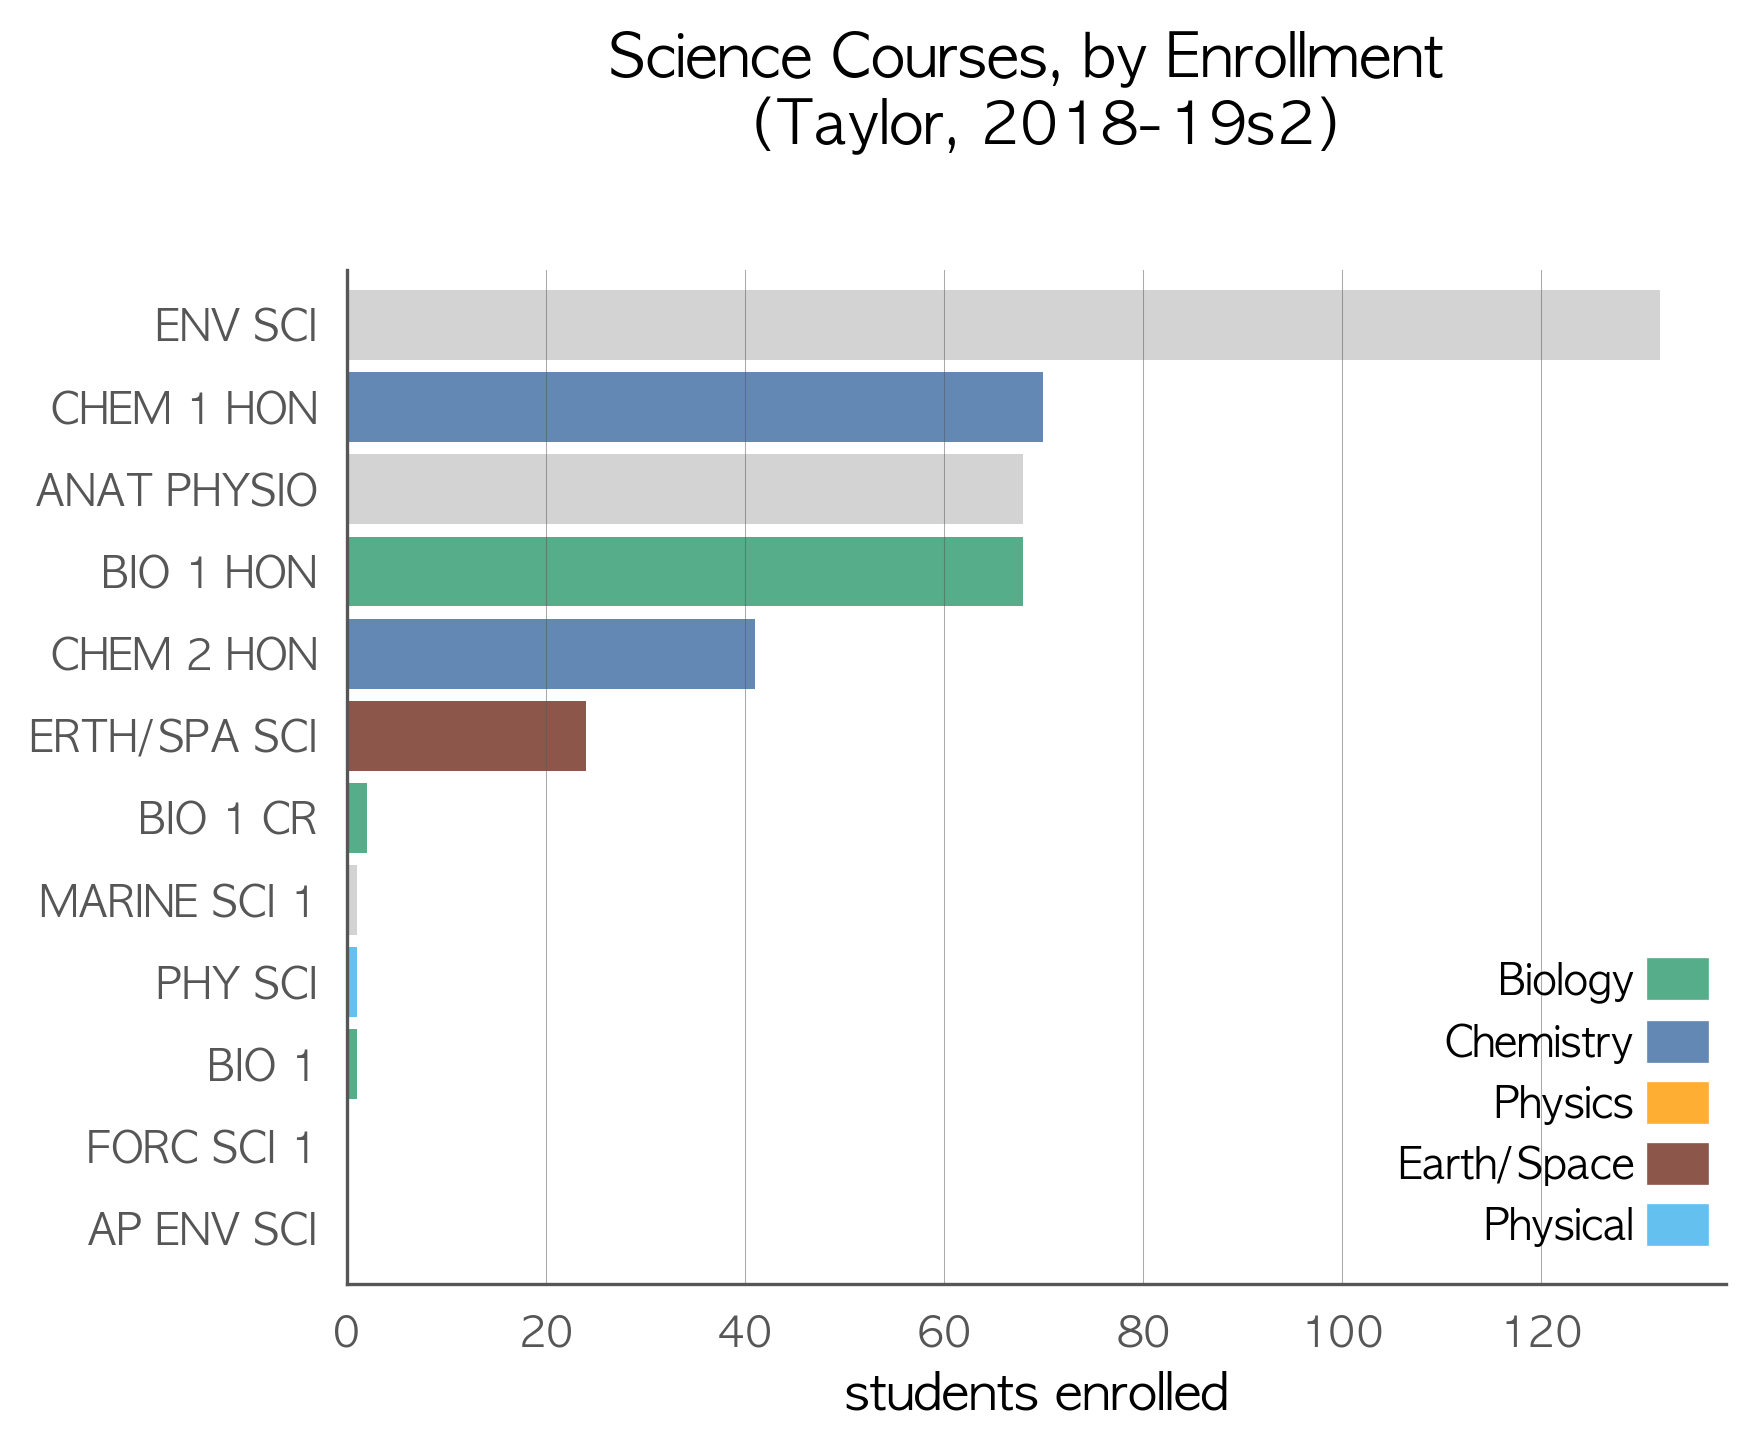 Science Courses, by Enrollment
(Taylor, 2018-19s2)
ENV SCI
CHEM 1 HON
ANAT PHYSIO
BIO 1 HON
CHEM 2 HON
ERTH/SPA SCI
BIO 1 CR
MARINE SCI 1
PHY SCI
BIO 1
FORC SCI 1
AP ENV SCI
Biology
Chemistry
Physics
Earth/Space
Physical
0 20 40 60 80 100 120
students enrolled